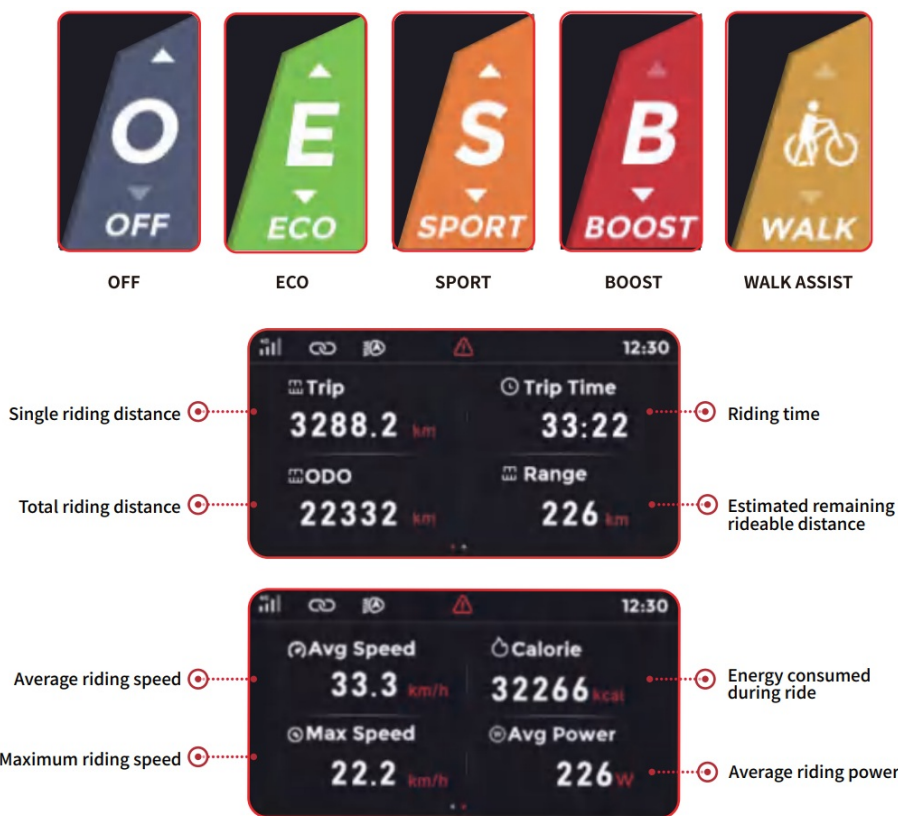 O
OFF
E
ECO
S
SPORT
B
BOOST
WALK
OFF
ECO
SPORT
BOOST
WALK ASSIST
4G
12:30
Trip
3288.2 km
Trip Time
33:22
ODO
22332 km
Range
226 km
Single riding distance
Total riding distance
Riding time
Estimated remaining
rideable distance
4G
12:30
Avg Speed
33.3 km/h
Calorie
32266 kcal
Max Speed
22.2 km/h
Avg Power
226 W
Average riding speed
Maximum riding speed
Energy consumed
during ride
Average riding power